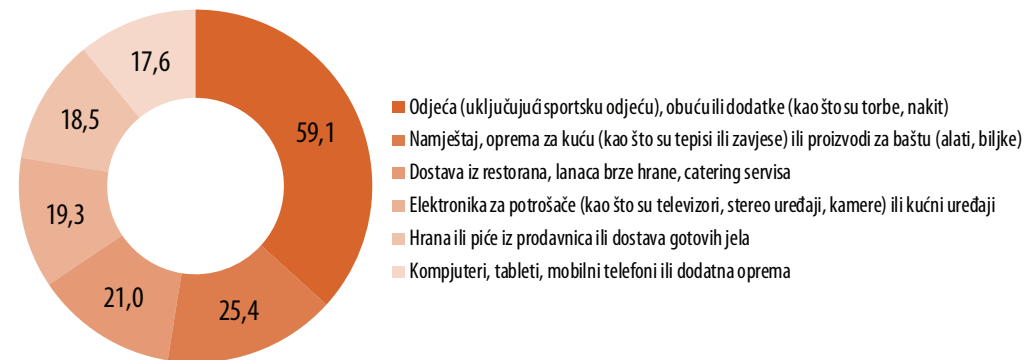 17,6
18,5
59,1
19,3
21,0
25,4
Odjeća (uključujući sportsku odjeću), obuću ili dodatke (kao što su torbe, nakit)
Namještaj, oprema za kuću (kao što su tepisi ili zavjese) ili proizvodi za baštu (alati, biljke)
Dostava iz restorana, lanaca brze hrane, catering servisa
Elektronika za potrošače (kao što su televizori, stereo uređaji, kamere) ili kućni uređaji
Hrana ili piće iz prodavnica ili dostava gotovih jela
Kompjuteri, tableti, mobilni telefoni ili dodatna oprema